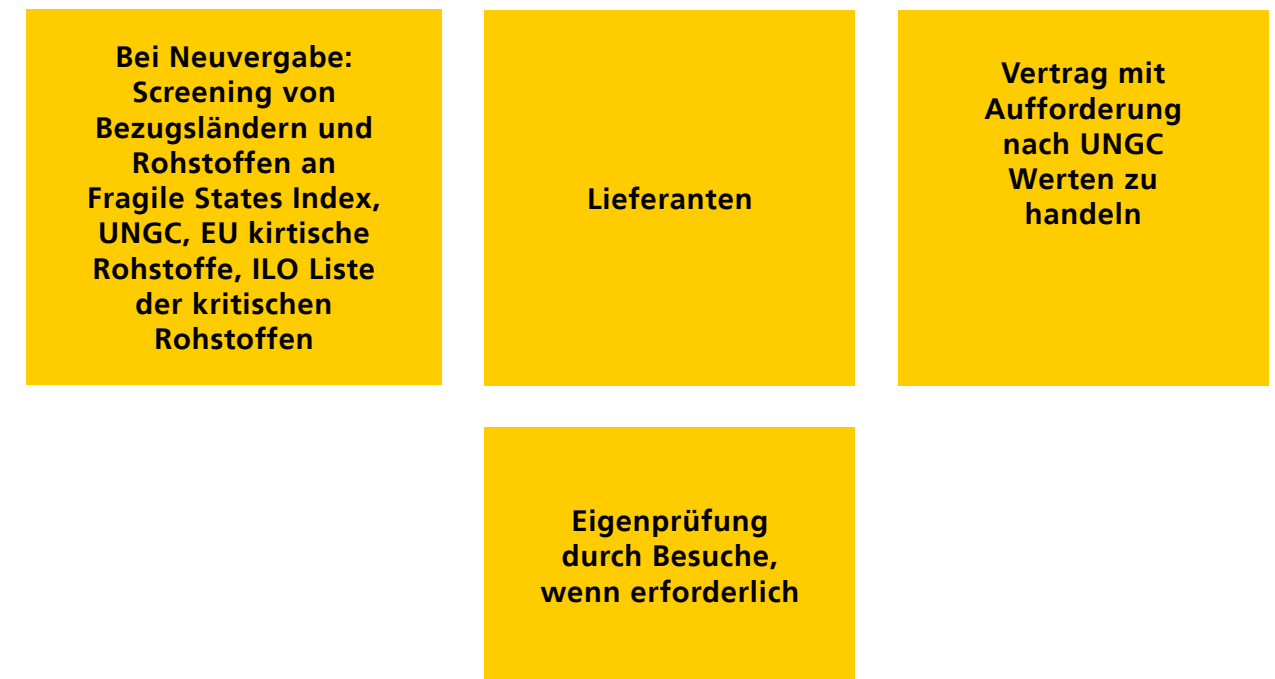 Bei Neuvergabe:
Screening von
Bezugsländern und
Rohstoffen an
Fragile States Index,
UNGC, EU kirtische
Rohstoffe, ILO Liste
der kritischen
Rohstoffen
Lieferanten
Vertrag mit
Aufforderung
nach UNGC
Werten zu
handeln
Eigenprüfung
durch Besuche,
wenn erforderlich